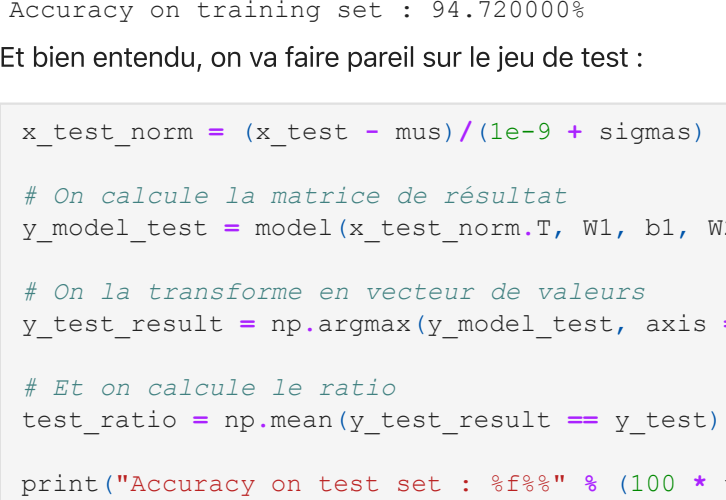 Accuracy on training set : 94.720000%
Et bien entendu, on va faire pareil sur le jeu de test :
x_test_norm = (x_test - mus)/(1e-9 + sigmas)
# On calcule la matrice de résultat
y_model_test = model(x_test_norm.T, W1, b1,
# On la transforme en vecteur de valeurs
y_test_result = np.argmax(y_model_test, axis =
# Et on calcule le ratio
test_ratio = np.mean(y_test_result == y_test)
print("Accuracy on test set : %f%%" % (100 *